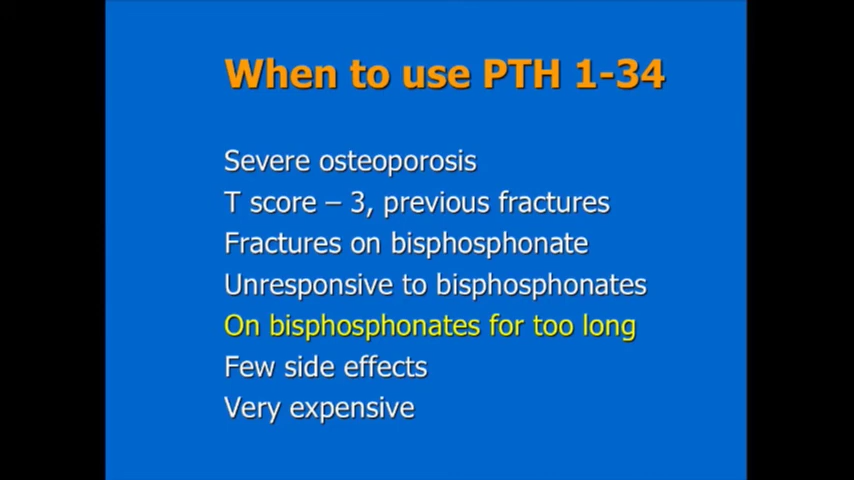 When to use PTH 1-34
Severe osteoporosis
T score – 3, previous fractures
Fractures on bisphosphonate
Unresponsive to bisphosphonates
On bisphosphonates for too long
Few side effects
Very expensive